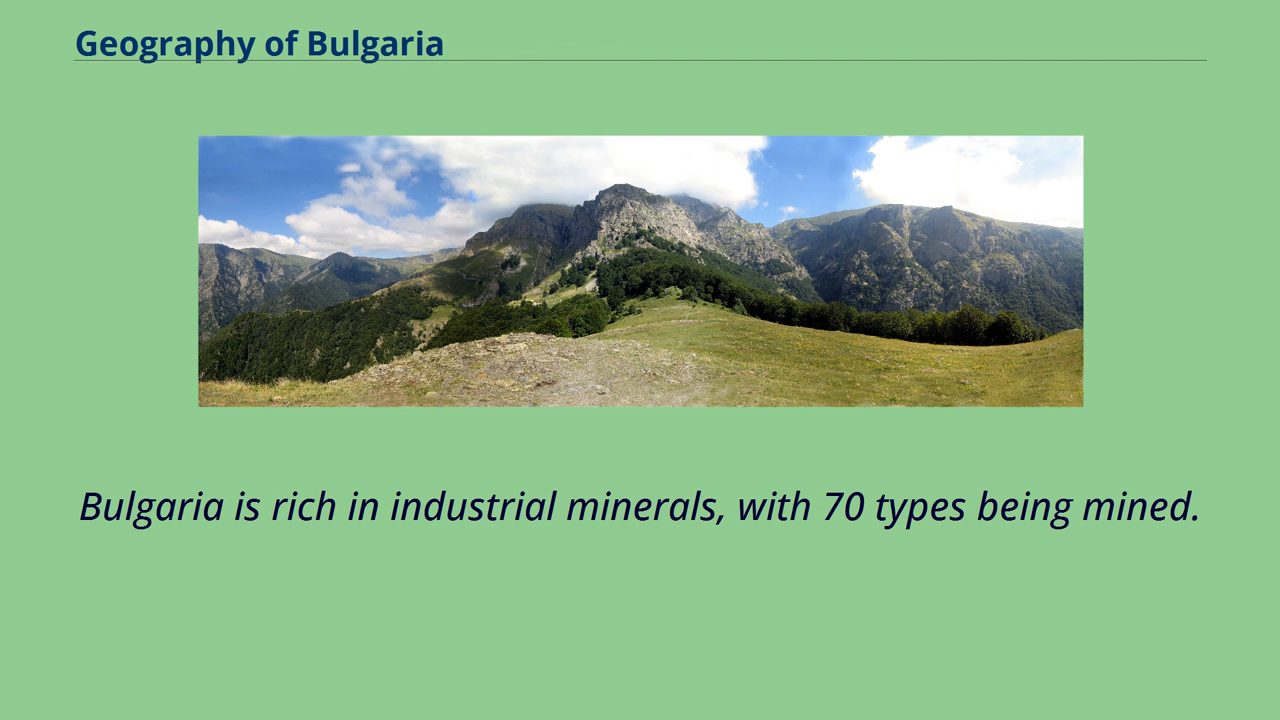 Geography of Bulgaria
Bulgaria is rich in industrial minerals, with 70 types being mined.